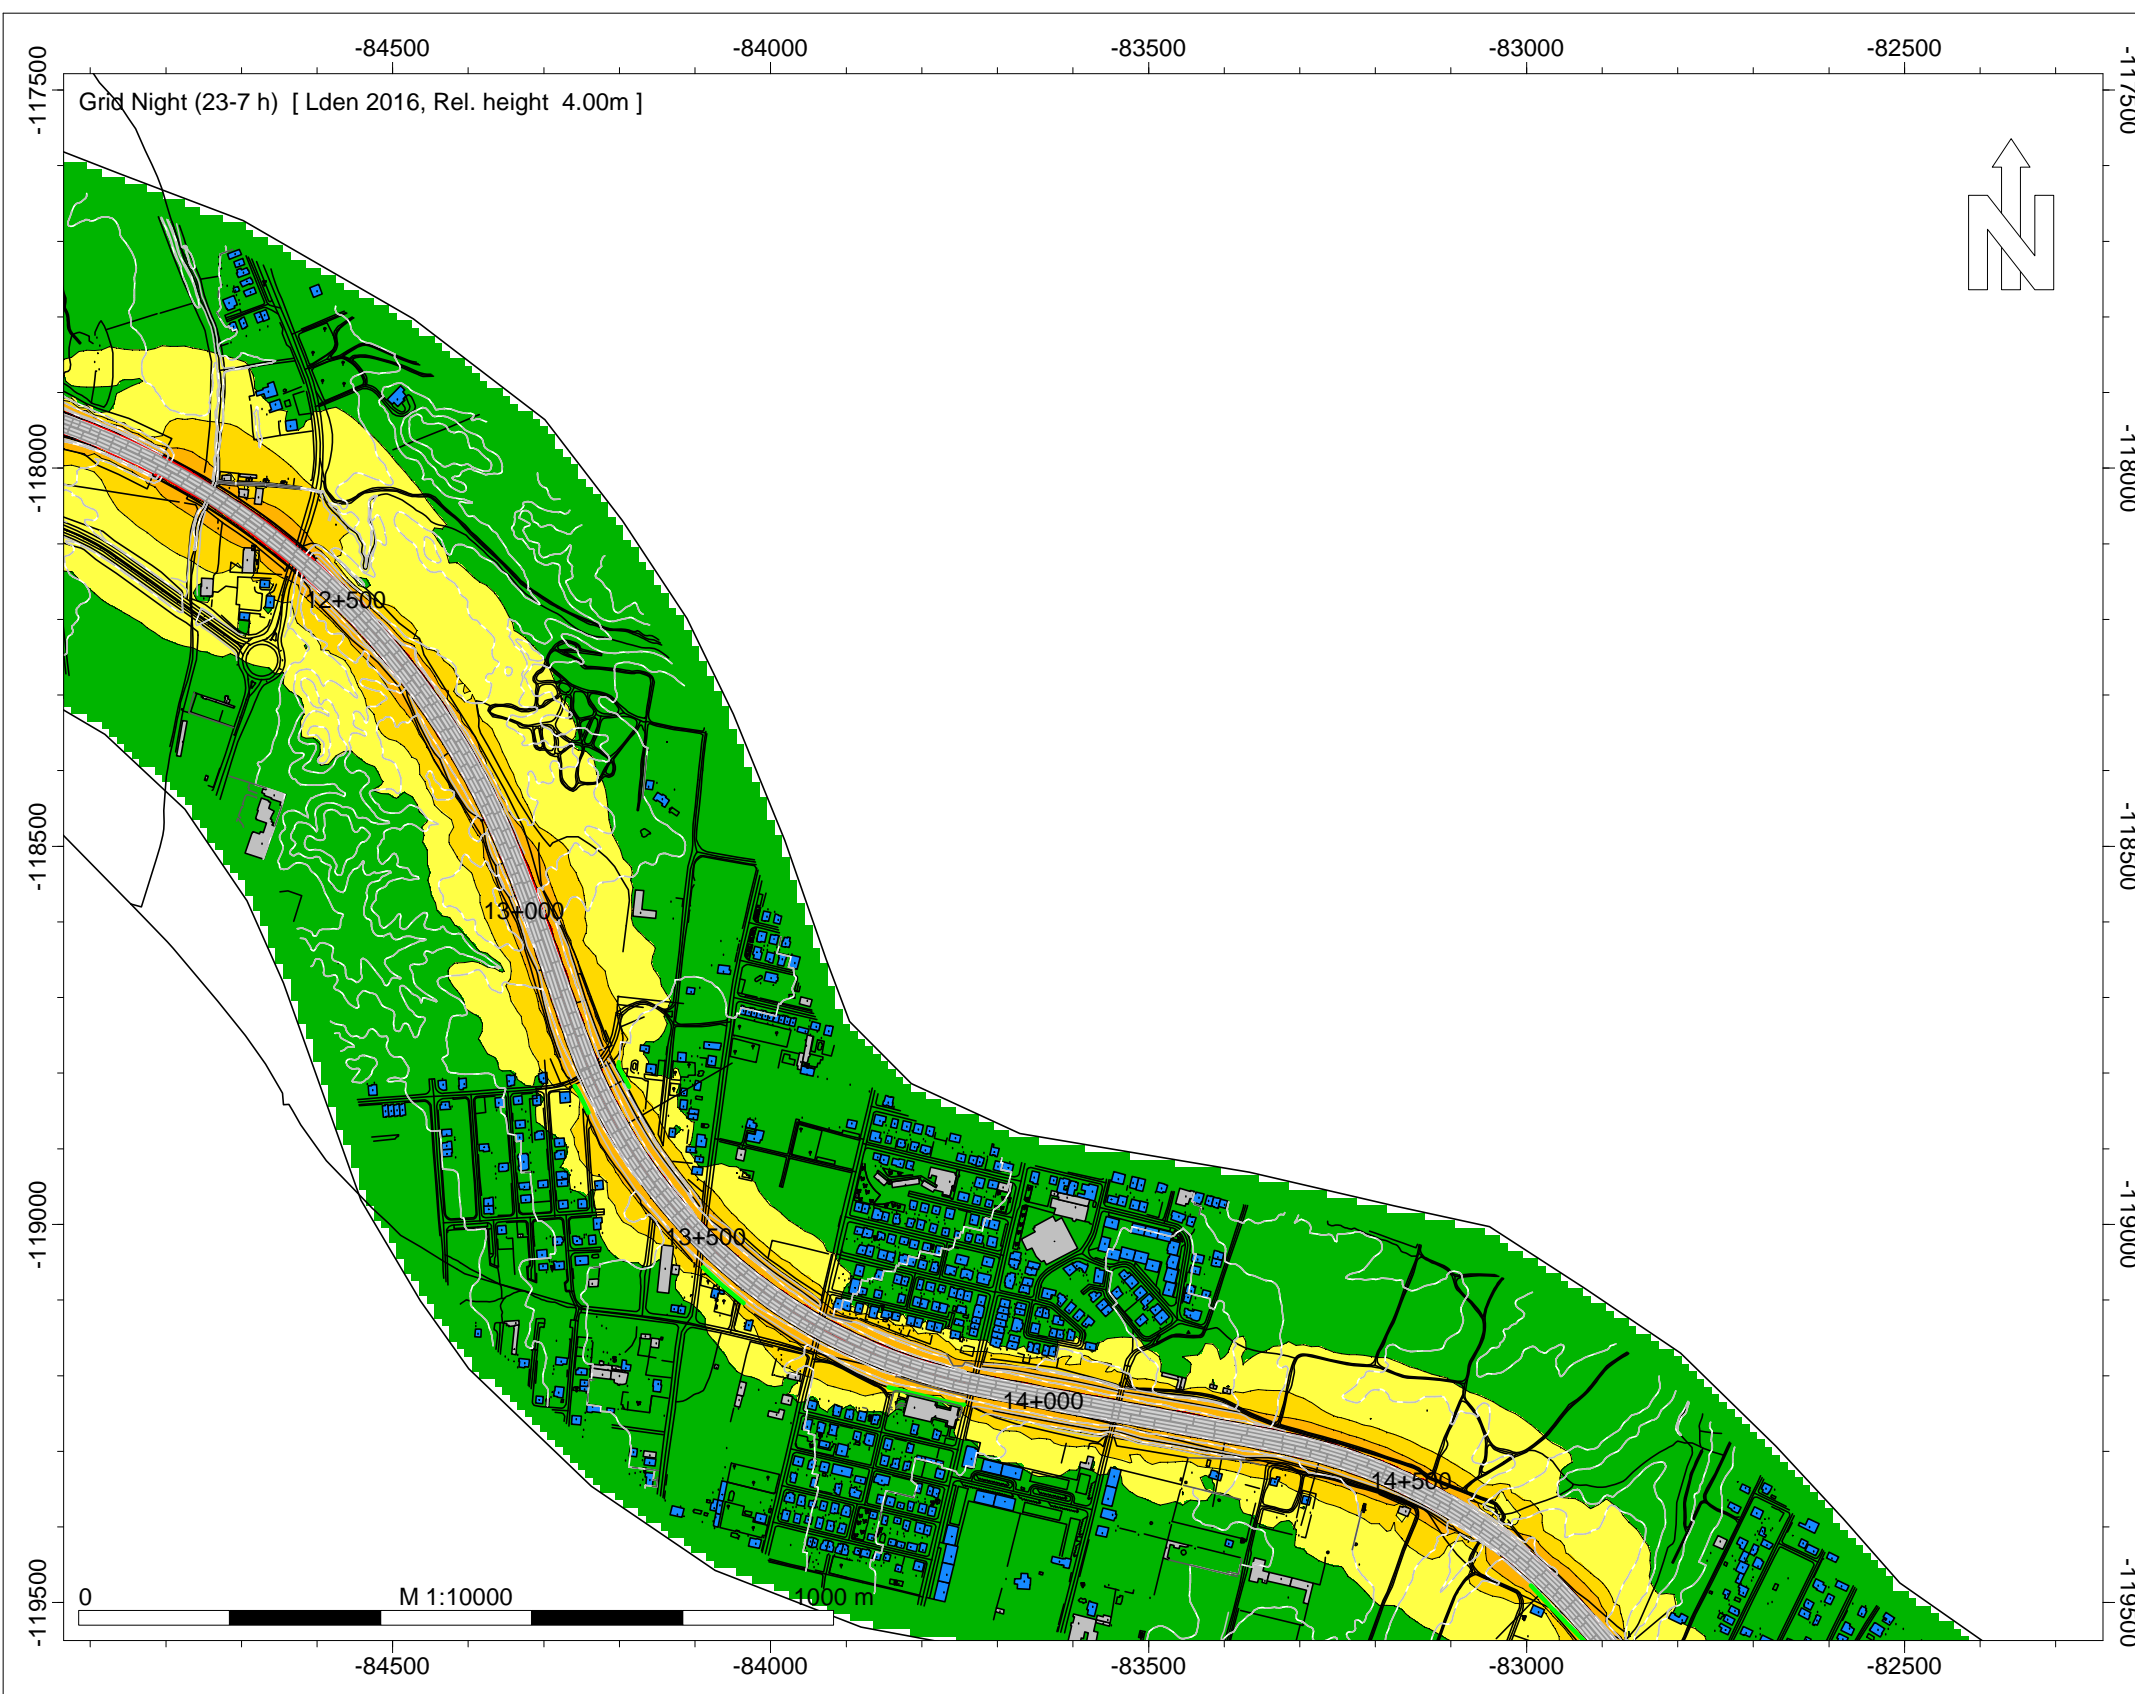 -84500 -84000 -83500 -83000 -82500
-117500 -117500
Grid Night (23-7 h) [ Lden 2016, Rel. height 4.00m ]
N
-118000 -118000
12+500
-118500 -118500
13+000
-119000 -119000
13+500
14+000
14+500
-119500 -119500
0 M 1:10000 1000 m
-84500 -84000 -83500 -83000 -82500